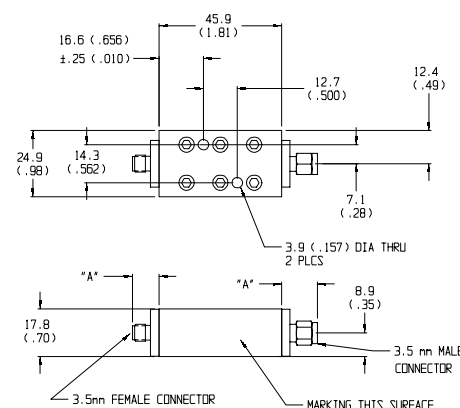 45.9
(1.81)
16.6 (.656)
±.25 (.010)
12.7
(.500)
12.4
(.49)
24.9
(.98)
14.3
(.562)
7.1
(.28)
3.9 (.157) DIA THRU
2 PLCS
"A"
"A"
8.9
(.35)
17.8
(.70)
3.5 mm MALE
CONNECTOR
3.5mm FEMALE CONNECTOR
MARKING THIS SURFACE